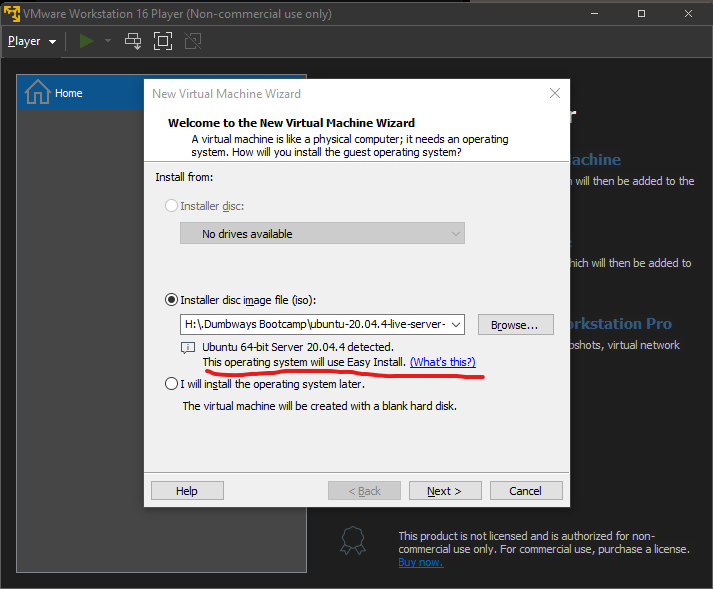 VMware Workstation 16 Player (Non-commercial use only)
Player
Home
New Virtual Machine Wizard
Welcome to the New Virtual Machine Wizard
A virtual machine is like a physical computer; it needs an operating
system. How will you install the guest operating system?
Install from:
Installer disc:
No drives available
Installer disc image file (iso):
H:\.Dumbways Bootcamp\ubuntu-20.04.4-live-server-
Browse...
Ubuntu 64-bit Server 20.04.4 detected.
This operating system will use Easy Install. (What's this?)
I will install the operating system later.
The virtual machine will be created with a blank hard disk.
Help
< Back
Next >
Cancel
will then be added to the
which will then be added to
Workstation Pro
virtual network
This product is not licensed and is authorized for non-
commercial use only. For commercial use, purchase a license.
Buy now.